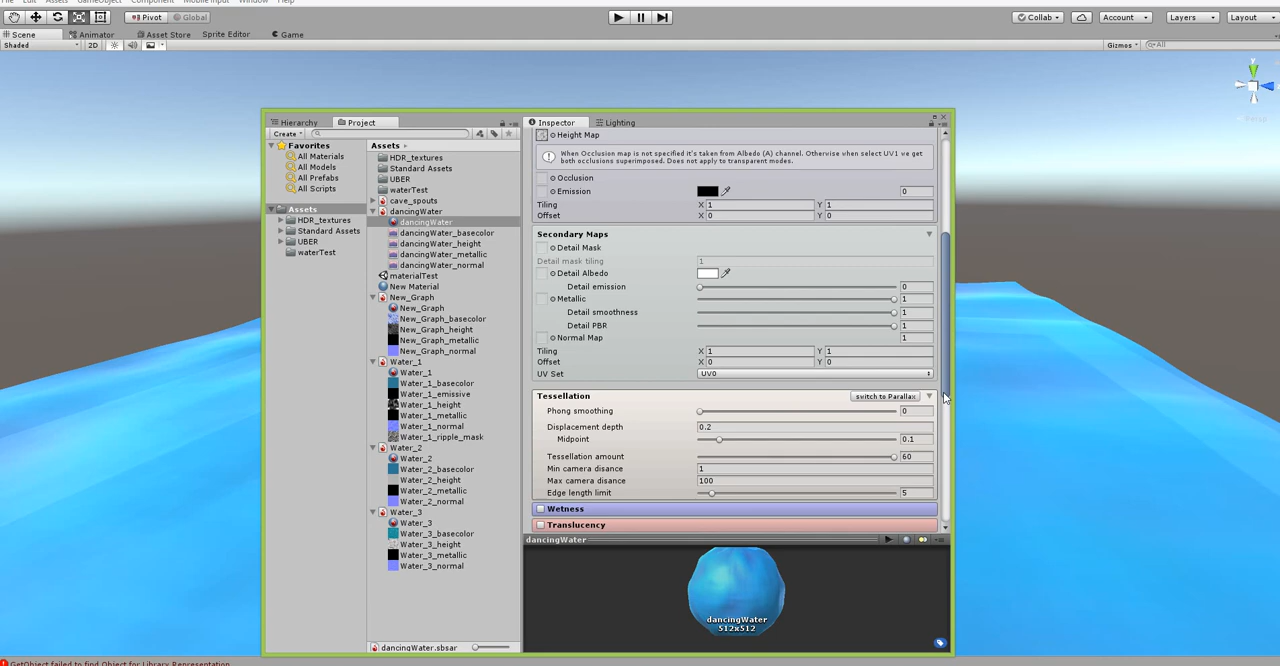 File Edit Assets GameObject Component Mobile Input Window Help
Pivot Global Collab Account Layers Layout
Scene Animator Asset Store Sprite Editor Game
Shaded 2D Gizmos All
y
Persp
Hierarchy Project
Create
Favorites
All Materials
All Models
All Prefabs
All Scripts
Assets
HDR_textures
Standard Assets
UBER
waterTest
Assets
HDR_textures
Standard Assets
UBER
waterTest
cave_spouts
dancingWater
dancingWater
dancingWater_basecolor
dancingWater_height
dancingWater_metallic
dancingWater_normal
materialTest
New Material
New_Graph
New_Graph
New_Graph_basecolor
New_Graph_height
New_Graph_metallic
New_Graph_normal
Water_1
Water_1
Water_1_basecolor
Water_1_emissive
Water_1_height
Water_1_metallic
Water_1_normal
Water_1_ripple_mask
Water_2
Water_2
Water_2_basecolor
Water_2_height
Water_2_metallic
Water_2_normal
Water_3
Water_3
Water_3_basecolor
Water_3_height
Water_3_metallic
Water_3_normal
dancingWater.sbsar
Inspector Lighting
Height Map
When Occlusion map is not specified it's taken from Albedo (A) channel. Otherwise when select UV1 we get
both occlusions superimposed. Does not apply to transparent modes.
Occlusion
Emission 0
Tiling X 1 Y 1
Offset X 0 Y 0
Secondary Maps
Detail Mask
Detail mask tiling 1
Detail Albedo
Detail emission 0
Metallic 1
Detail smoothness 1
Detail PBR 1
Normal Map 1
Tiling X 1 Y 1
Offset X 0 Y 0
UV Set UV0
Tessellation switch to Parallax
Phong smoothing 0
Displacement depth 0.2
Midpoint 0.1
Tessellation amount 60
Min camera disance 1
Max camera disance 100
Edge length limit 5
Wetness
Translucency
dancingWater
dancingWater
512x512
GetObject failed to find Object for Library Representation